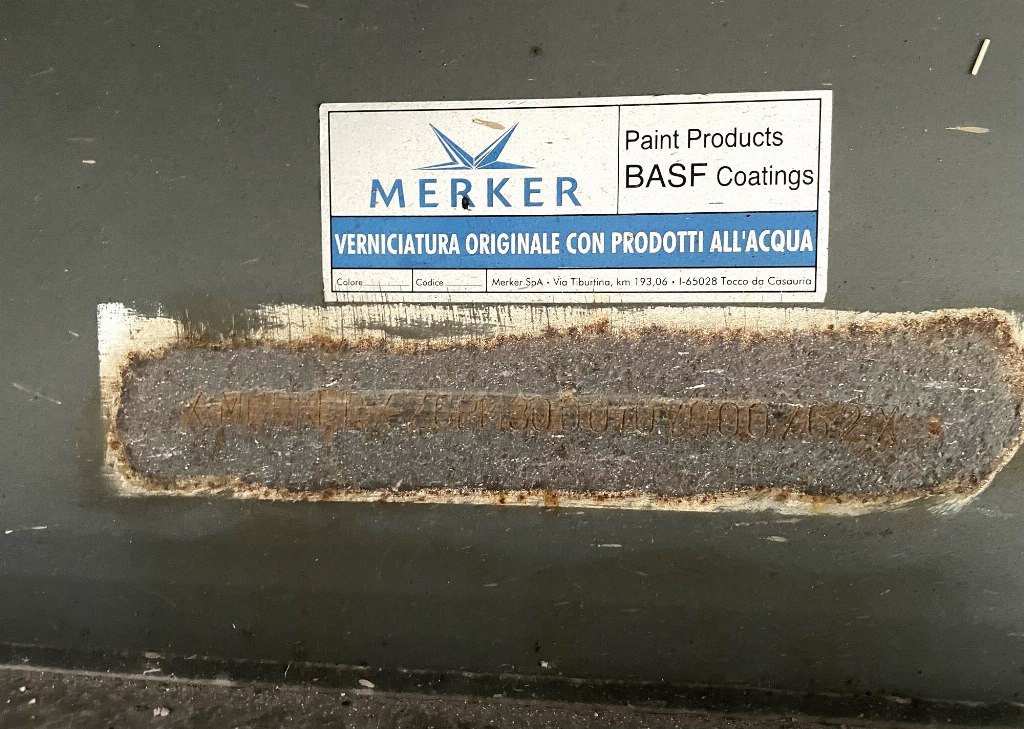 MERKER
Paint Products
BASF Coatings
VERNICIATURA ORIGINALE CON PRODOTTI ALL'ACQUA
Colore
Codice
Merker SpA • Via Tiburtina, km 193,06 • I-65028 Tocco da Casauria